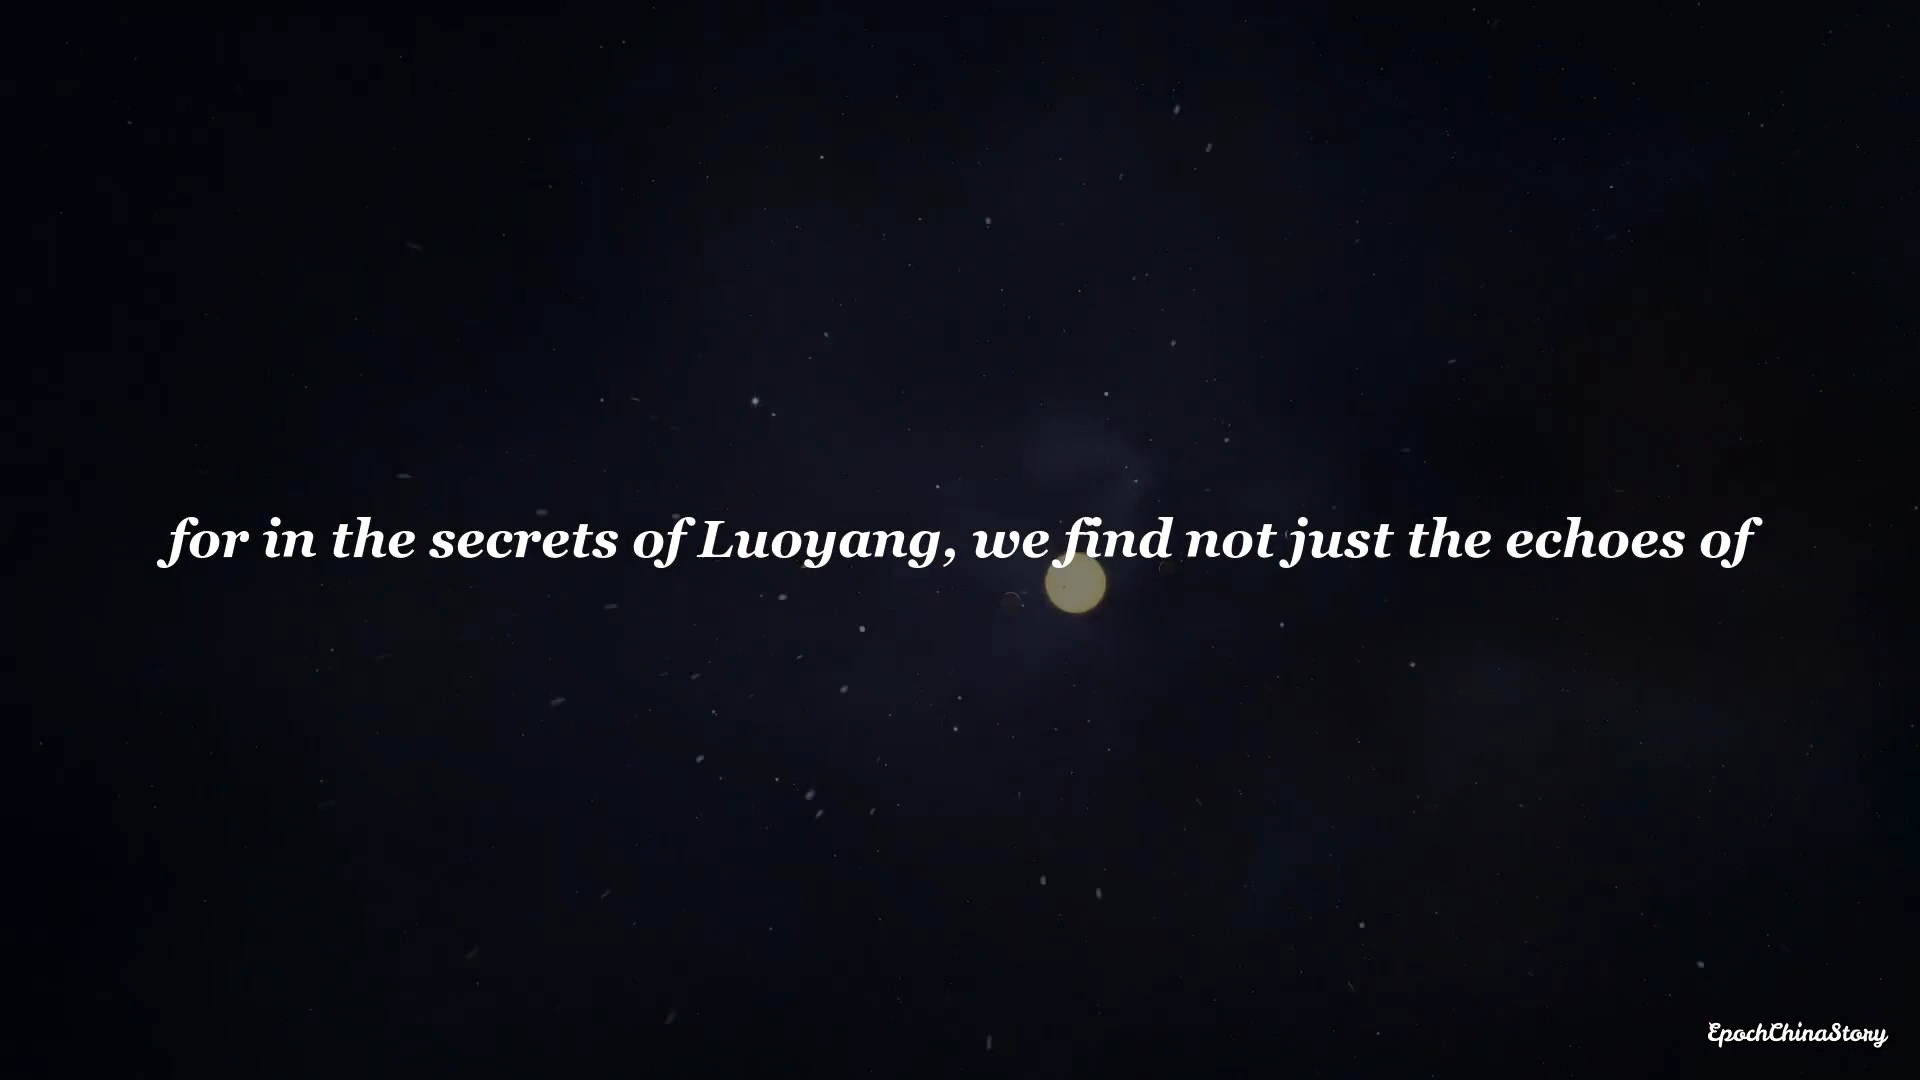 for in the secrets of Luoyang, we find not just the echoes of
EpochChinaStory